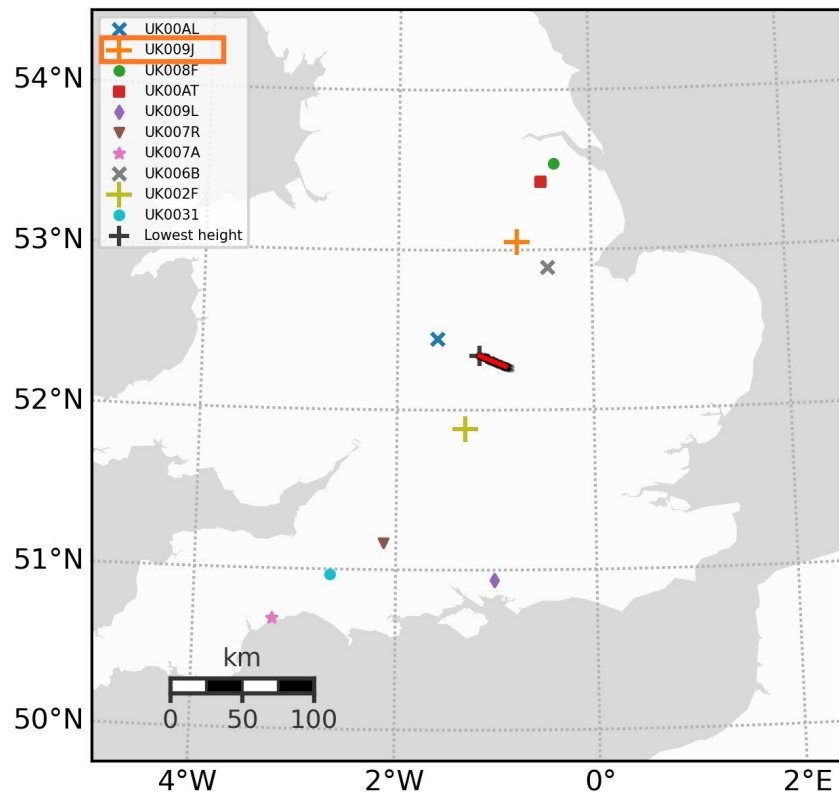 UK00AL
UK009J
UK008F
UK00AT
UK009L
UK007R
UK007A
UK006B
UK002F
UK0031
Lowest height
54°N
53°N
52°N
51°N
50°N
km
0 50 100
4°W 2°W 0° 2°E